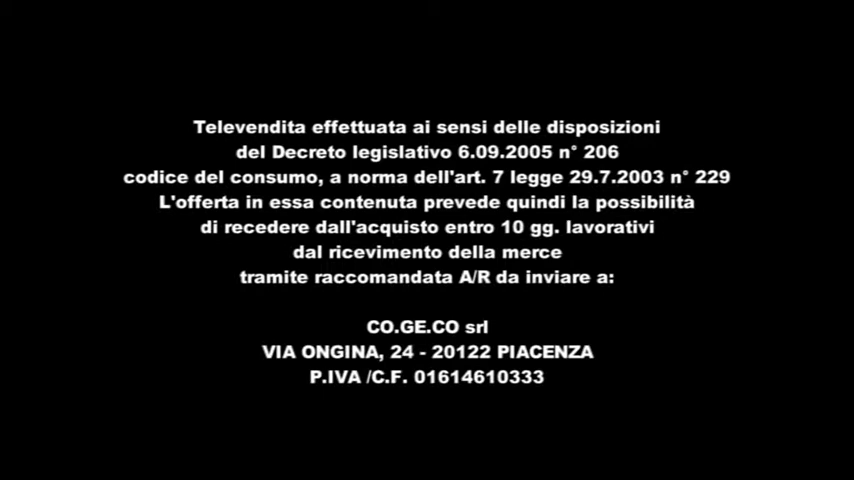 Televendita effettuata ai sensi delle disposizioni
del Decreto legislativo 6.09.2005 n° 206
codice del consumo, a norma dell'art. 7 legge 29.7.2003 n° 229
L'offerta in essa contenuta prevede quindi la possibilità
di recedere dall'acquisto entro 10 gg. lavorativi
dal ricevimento della merce
tramite raccomandata A/R da inviare a:
CO.GE.CO srl
VIA ONGINA, 24 - 20122 PIACENZA
P.IVA /C.F. 01614610333